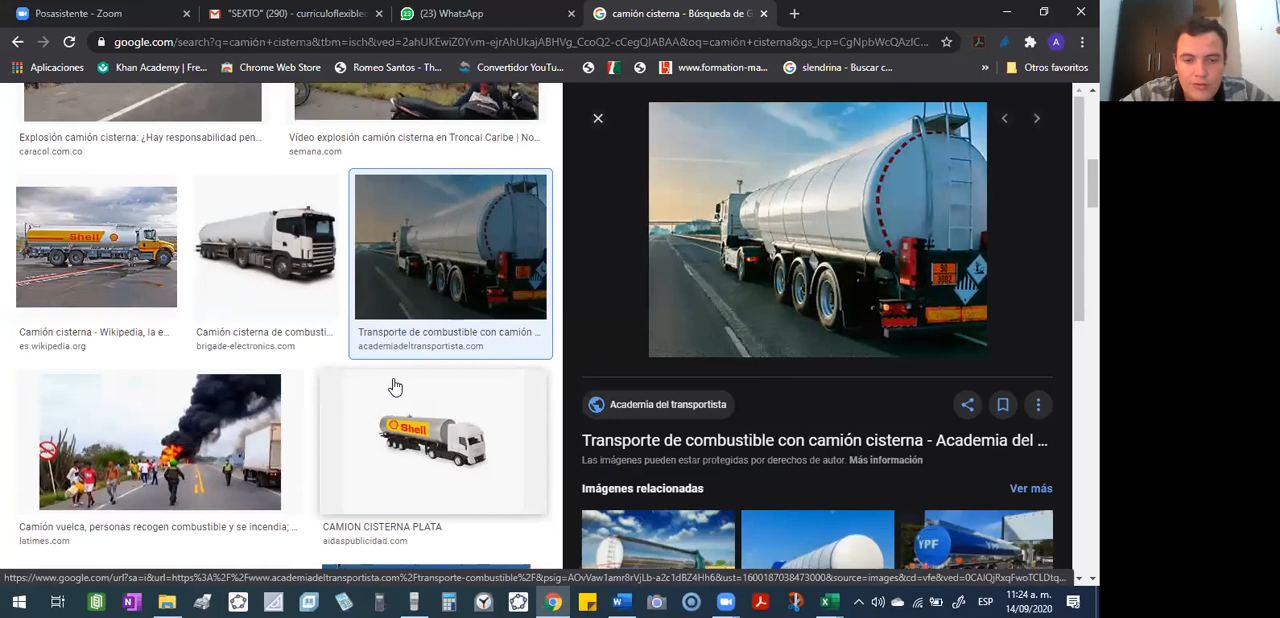 Posasistente - Zoom
"SEXTO" (290) - curriculoflexible
(23) WhatsApp
camión cisterna - Búsqueda de G
google.com/search?q=camión+cisterna&tbm=isch&ved=2ahUKEwiZ0Yvm-ejrAhUkajABHVg_CcoQ2-cCegQIABAA&oq=camión+cisterna&gs_lcp=CgNpbWcQAzIC...
A
Aplicaciones
Khan Academy | Fre...
Chrome Web Store
Romeo Santos - Th...
Convertidor YouTu...
www.formation-ma...
slendrina - Buscar c...
»
Otros favoritos
Explosión camión cisterna: ¿Hay responsabilidad pen...
caracol.com.co
Vídeo explosión camión cisterna en Troncal Caribe | No...
semana.com
Shell
Camión cisterna - Wikipedia, la e...
es.wikipedia.org
Camión cisterna de combusti...
brigade-electronics.com
Transporte de combustible con camión ...
academiadeltransportista.com
90
3082
Shell
Camión vuelca, personas recogen combustible y se incendia; ...
latimes.com
CAMION CISTERNA PLATA
aidaspublicidad.com
Academia del transportista
Transporte de combustible con camión cisterna - Academia del ...
Las imágenes pueden estar protegidas por derechos de autor. Más información
Imágenes relacionadas
Ver más
YPF
ESP
11:24 a. m.
14/09/2020